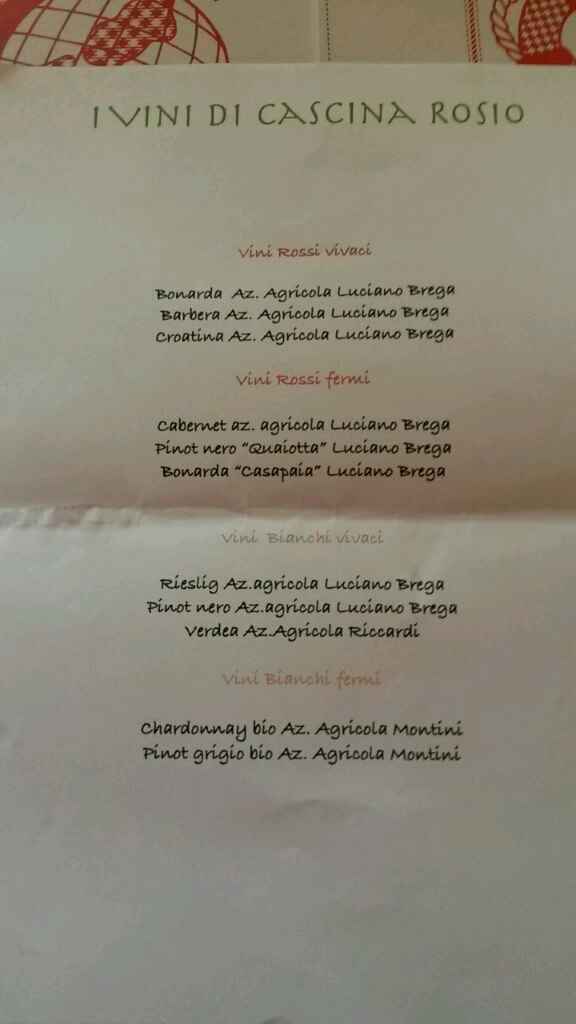 I VINI DI CASCINA ROSIO
Vini Rossi vivaci
Bonarda Az. Agricola Luciano Brega
Barbera Az. Agricola Luciano Brega
Croatina Az. Agricola Luciano Brega
Vini Rossi fermi
Cabernet az. agricola Luciano Brega
Pinot nero "Quaiotta" Luciano Brega
Bonarda "Casapaia" Luciano Brega
Vini Bianchi vivaci
Rieslig Az.agricola Luciano Brega
Pinot nero Az.agricola Luciano Brega
Verdea Az.Agricola Riccardi
Vini Bianchi fermi
Chardonnay bio Az. Agricola Montini
Pinot grigio bio Az. Agricola Montini